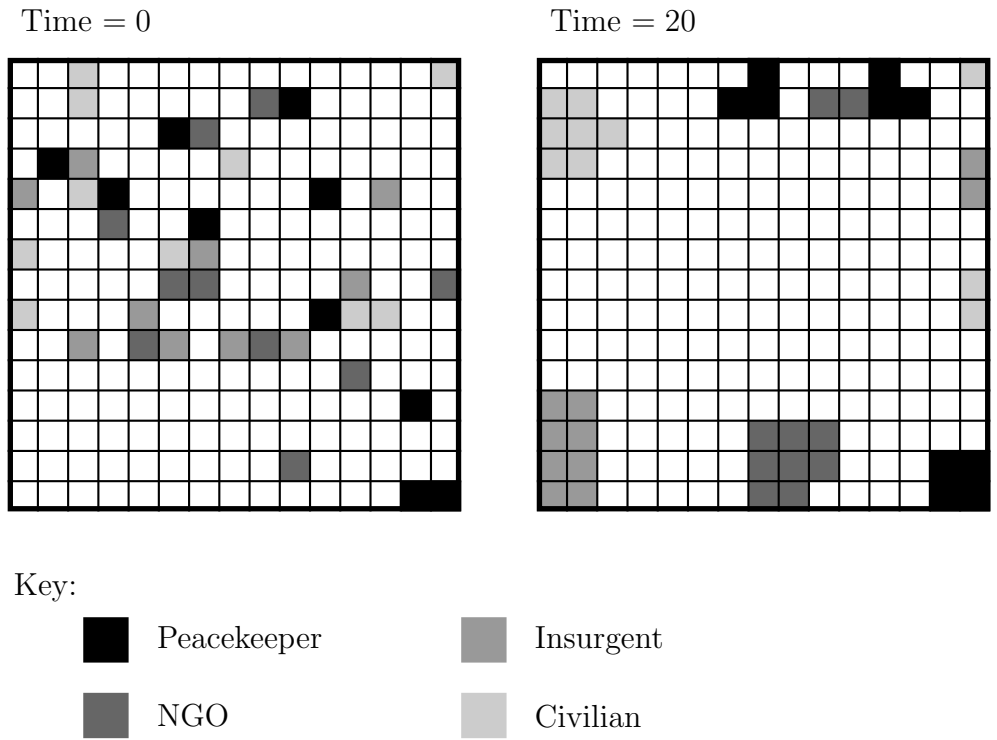 Time = 0
Time = 20
Key:
Peacekeeper
Insurgent
NGO
Civilian